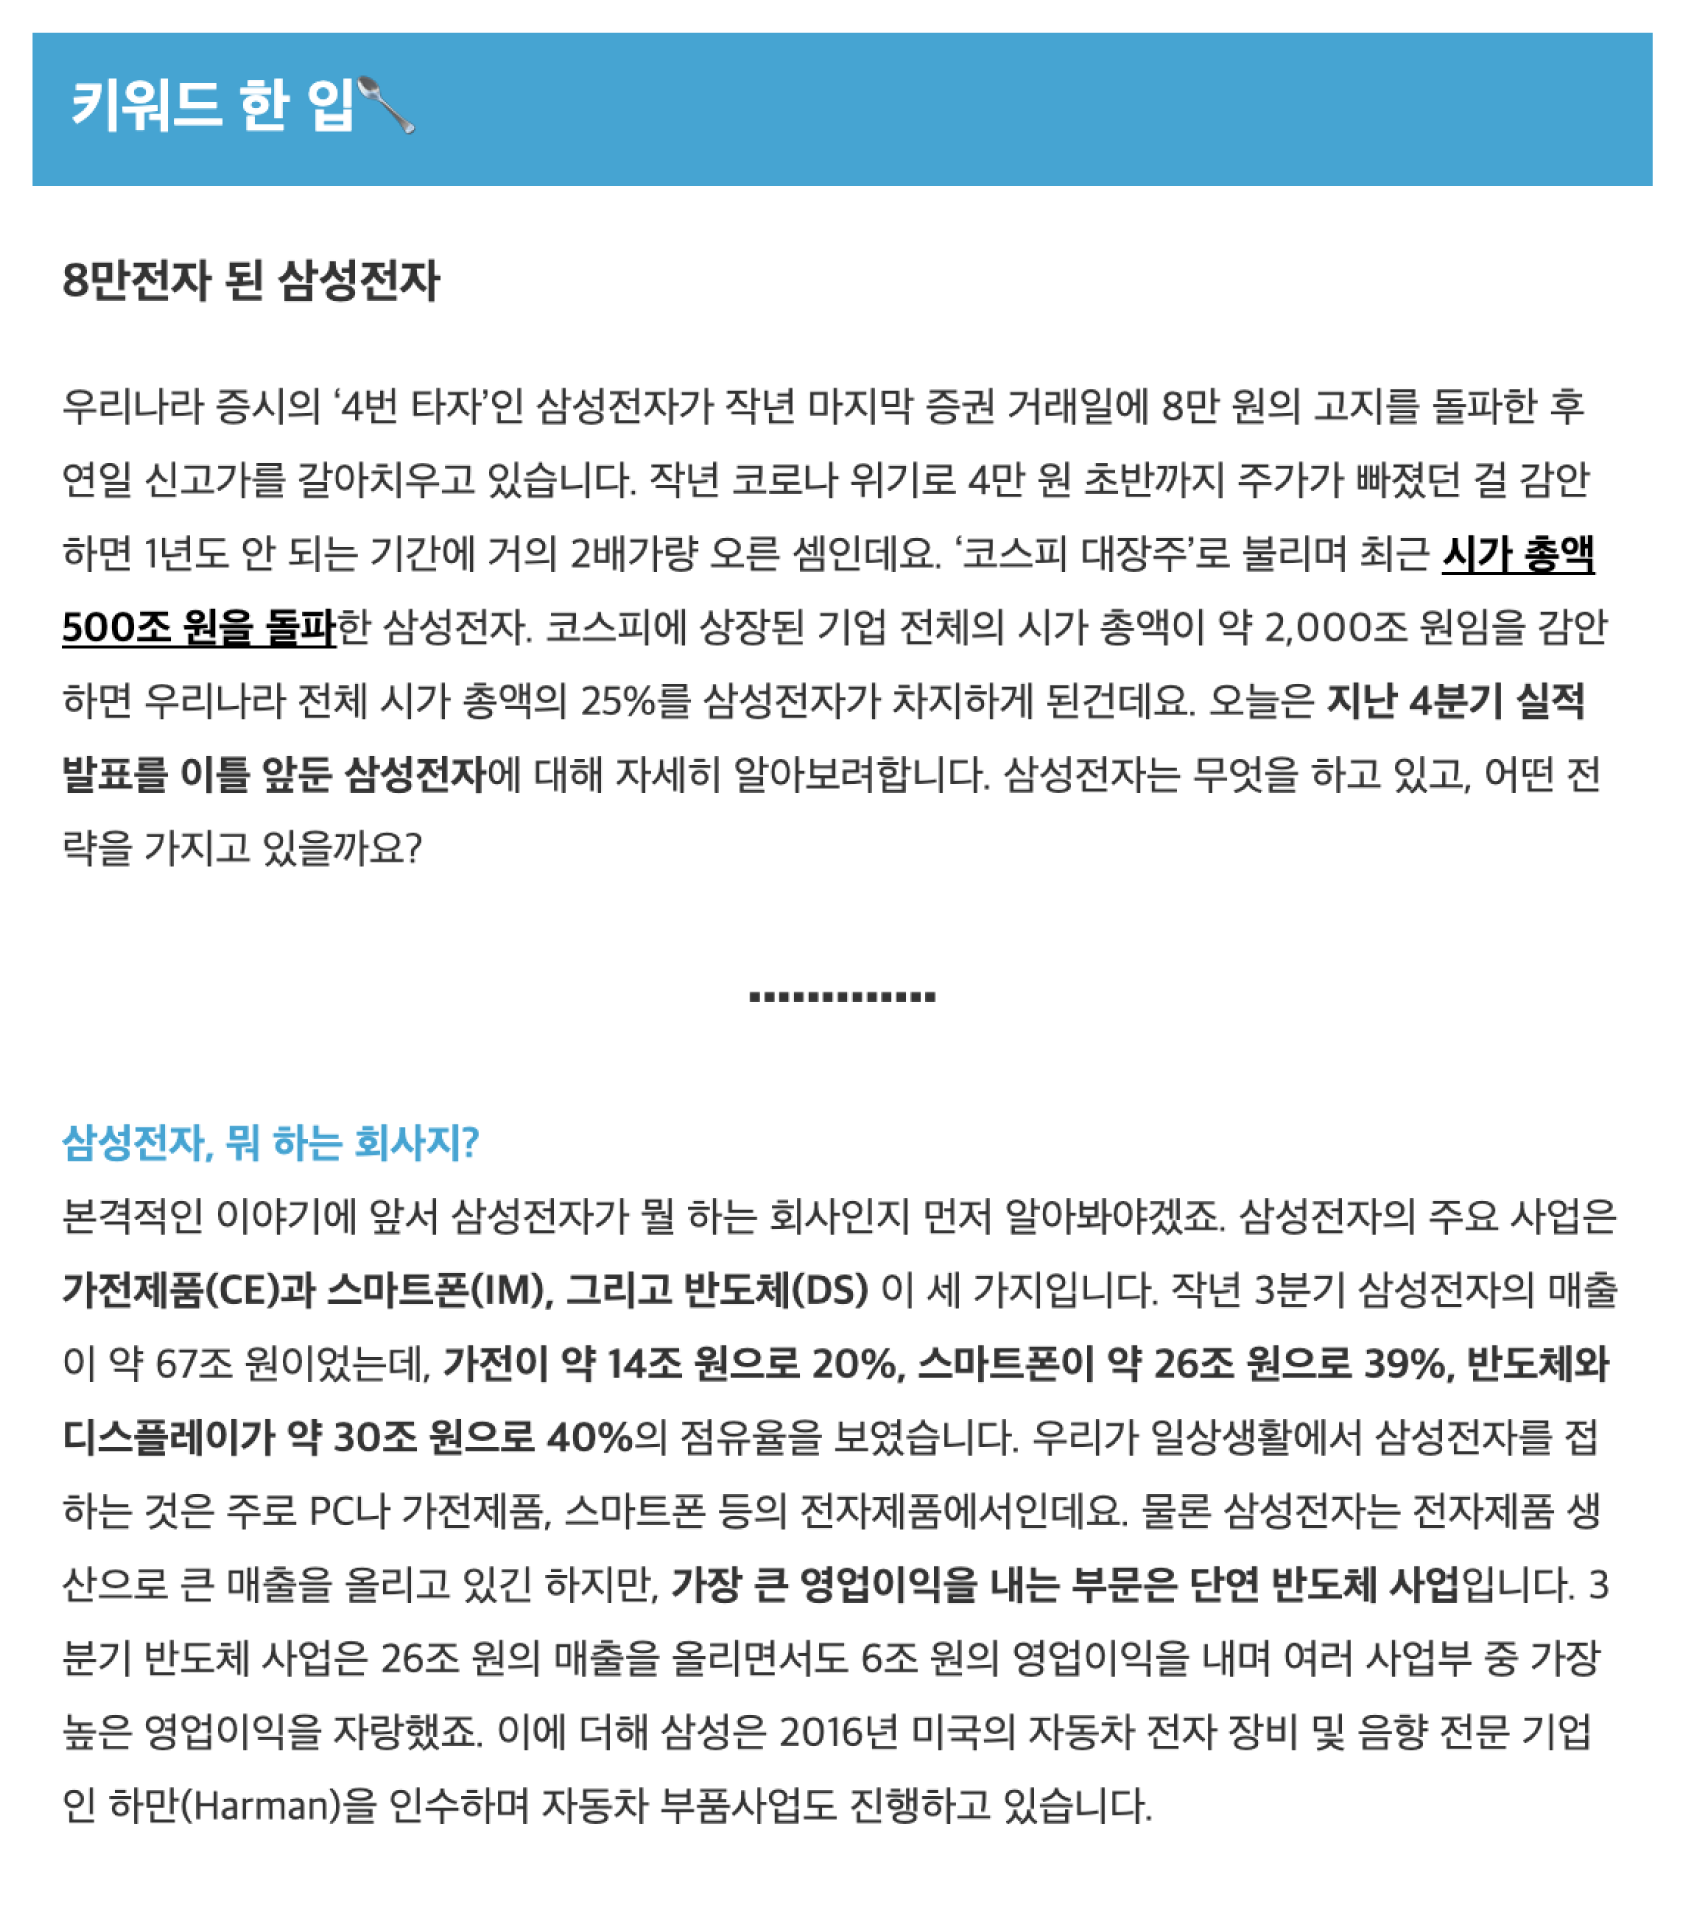 키워드 한 입
8만전자 된 삼성전자
우리나라 증시의 ‘4번 타자’인 삼성전자가 작년 마지막 증권 거래일에 8만 원의 고지를 돌파한 후
연일 신고가를 갈아치우고 있습니다. 작년 코로나 위기로 4만 원 초반까지 주가가 빠졌던 걸 감안
하면 1년도 안 되는 기간에 거의 2배가량 오른 셈인데요. ‘코스피 대장주’로 불리며 최근 시가 총액
500조 원을 돌파한 삼성전자. 코스피에 상장된 기업 전체의 시가 총액이 약 2,000조 원임을 감안
하면 우리나라 전체 시가 총액의 25%를 삼성전자가 차지하게 된건데요. 오늘은 지난 4분기 실적
발표를 이틀 앞둔 삼성전자에 대해 자세히 알아보려합니다. 삼성전자는 무엇을 하고 있고, 어떤 전
략을 가지고 있을까요?
삼성전자, 뭐 하는 회사지?
본격적인 이야기에 앞서 삼성전자가 뭘 하는 회사인지 먼저 알아봐야겠죠. 삼성전자의 주요 사업은
가전제품(CE)과 스마트폰(IM), 그리고 반도체(DS) 이 세 가지입니다. 작년 3분기 삼성전자의 매출
이 약 67조 원이었는데, 가전이 약 14조 원으로 20%, 스마트폰이 약 26조 원으로 39%, 반도체와
디스플레이가 약 30조 원으로 40%의 점유율을 보였습니다. 우리가 일상생활에서 삼성전자를 접
하는 것은 주로 PC나 가전제품, 스마트폰 등의 전자제품에서인데요. 물론 삼성전자는 전자제품 생
산으로 큰 매출을 올리고 있긴 하지만, 가장 큰 영업이익을 내는 부문은 단연 반도체 사업입니다. 3
분기 반도체 사업은 26조 원의 매출을 올리면서도 6조 원의 영업이익을 내며 여러 사업부 중 가장
높은 영업이익을 자랑했죠. 이에 더해 삼성은 2016년 미국의 자동차 전자 장비 및 음향 전문 기업
인 하만(Harman)을 인수하며 자동차 부품사업도 진행하고 있습니다.